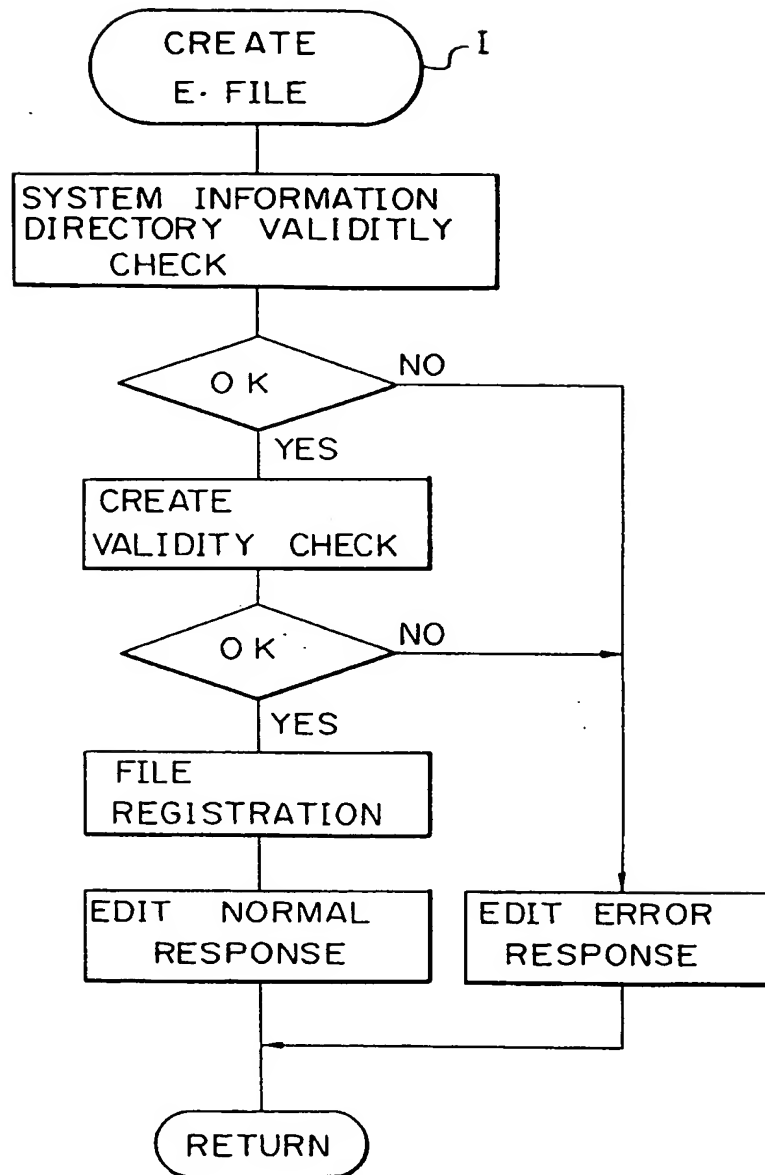 CREATE
E. FILE
I
SYSTEM INFORMATION
DIRECTORY VALIDITLY
CHECK
OK
NO
YES
CREATE
VALIDITY CHECK
OK
NO
YES
FILE
REGISTRATION
EDIT NORMAL
RESPONSE
EDIT ERROR
RESPONSE
RETURN